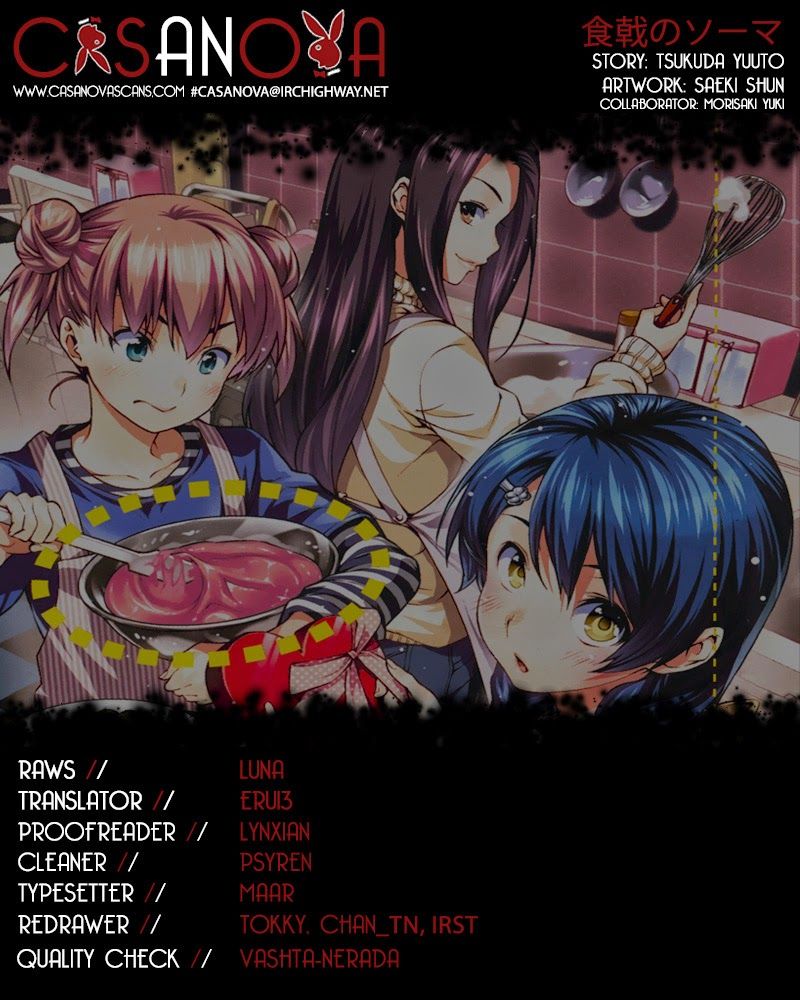 CASANOVA
WWW.CASANOVASCANS.COM #CASANOVA@IRCHIGHWAY.NET
食戟のソーマ
STORY: TSUKUDA YUUTO
ARTWORK: SAEKI SHUN
COLLABORATOR: MORISAKI YUKI
RAWS // LUNA
TRANSLATOR // ERUI3
PROOFREADER // LYNXIAN
CLEANER // PSYREN
TYPESETTER // MAAR
REDRAWER // TOKKY. CHAN_TN, IRST
QUALITY CHECK // VASHTA-NERADA